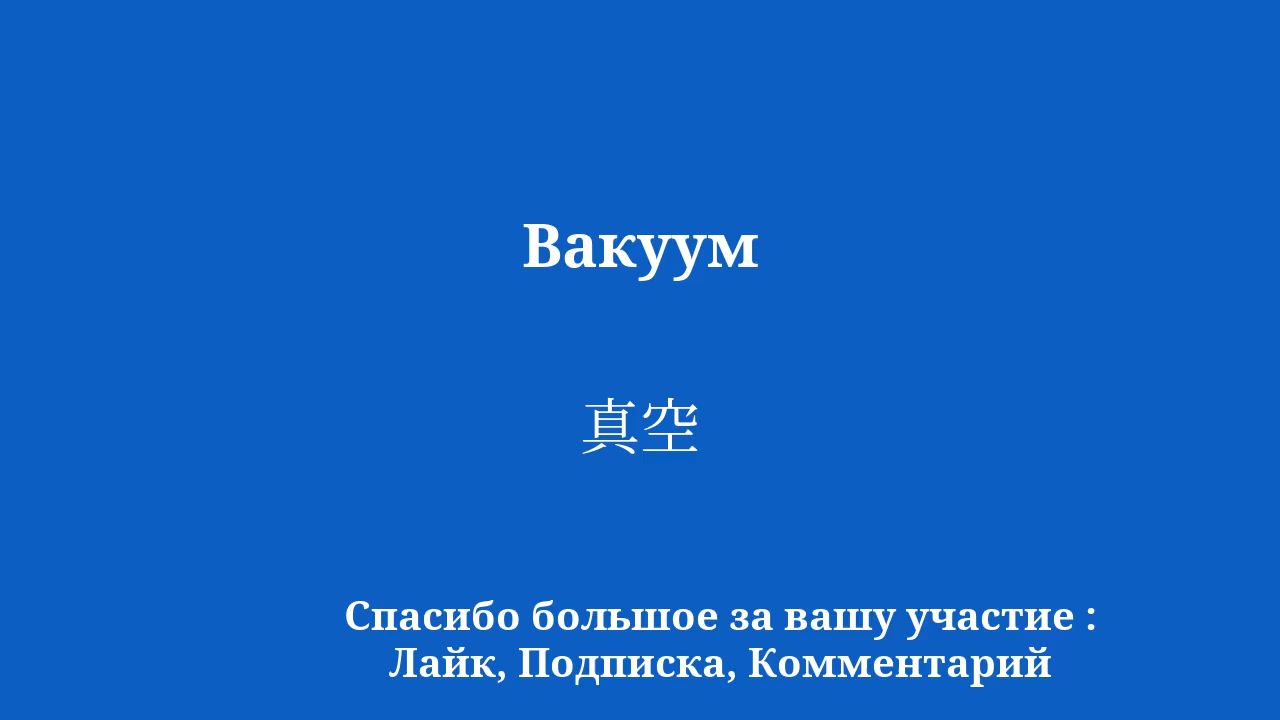 Вакуум
真空
Спасибо большое за вашу участие :
Лайк, Подписка, Комментарий